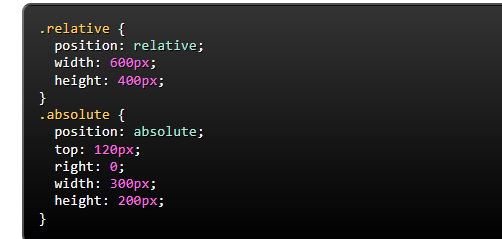 .relative {
  position: relative;
  width: 600px;
  height: 400px;
}
.absolute {
  position: absolute;
  top: 120px;
  right: 0;
  width: 300px;
  height: 200px;
}